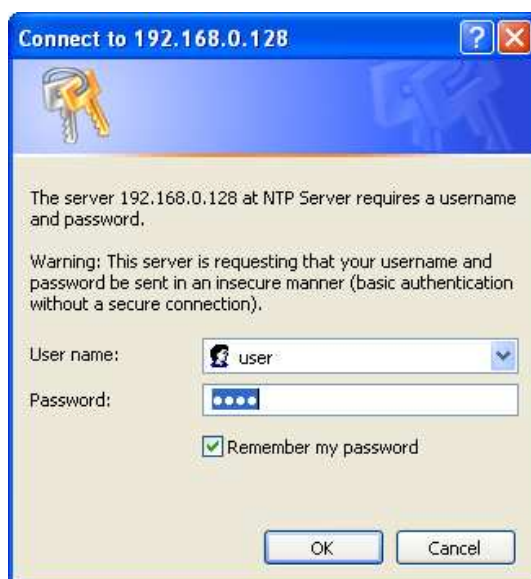 Connect to 192.168.0.128
The server 192.168.0.128 at NTP Server requires a username
and password.
Warning: This server is requesting that your username and
password be sent in an insecure manner (basic authentication
without a secure connection).
User name:
user
Password:
••••
Remember my password
OK
Cancel